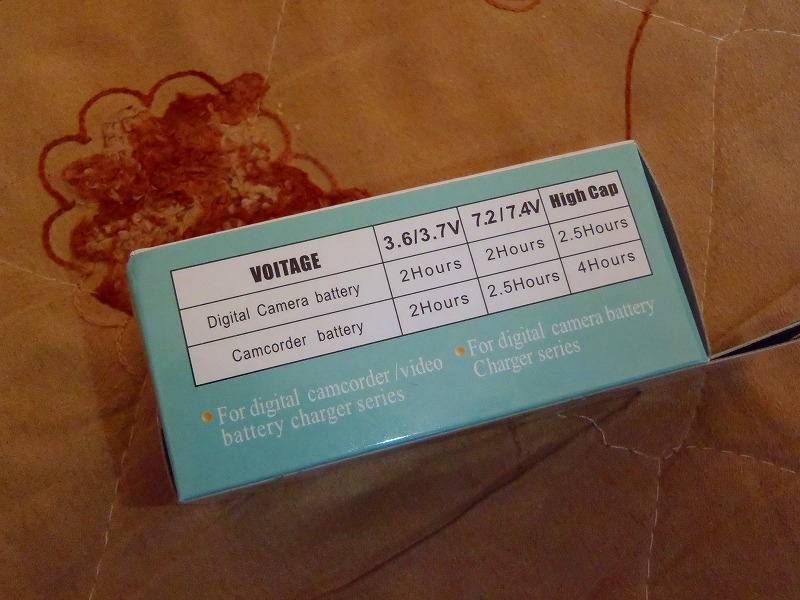 VOITAGE 3.6/3.7V 7.2/7.4V High Cap
Digital Camera battery 2Hours 2Hours 2.5Hours
Camcorder battery 2Hours 2.5Hours 4Hours
For digital camcorder/video
battery charger series
For digital camera battery
Charger series